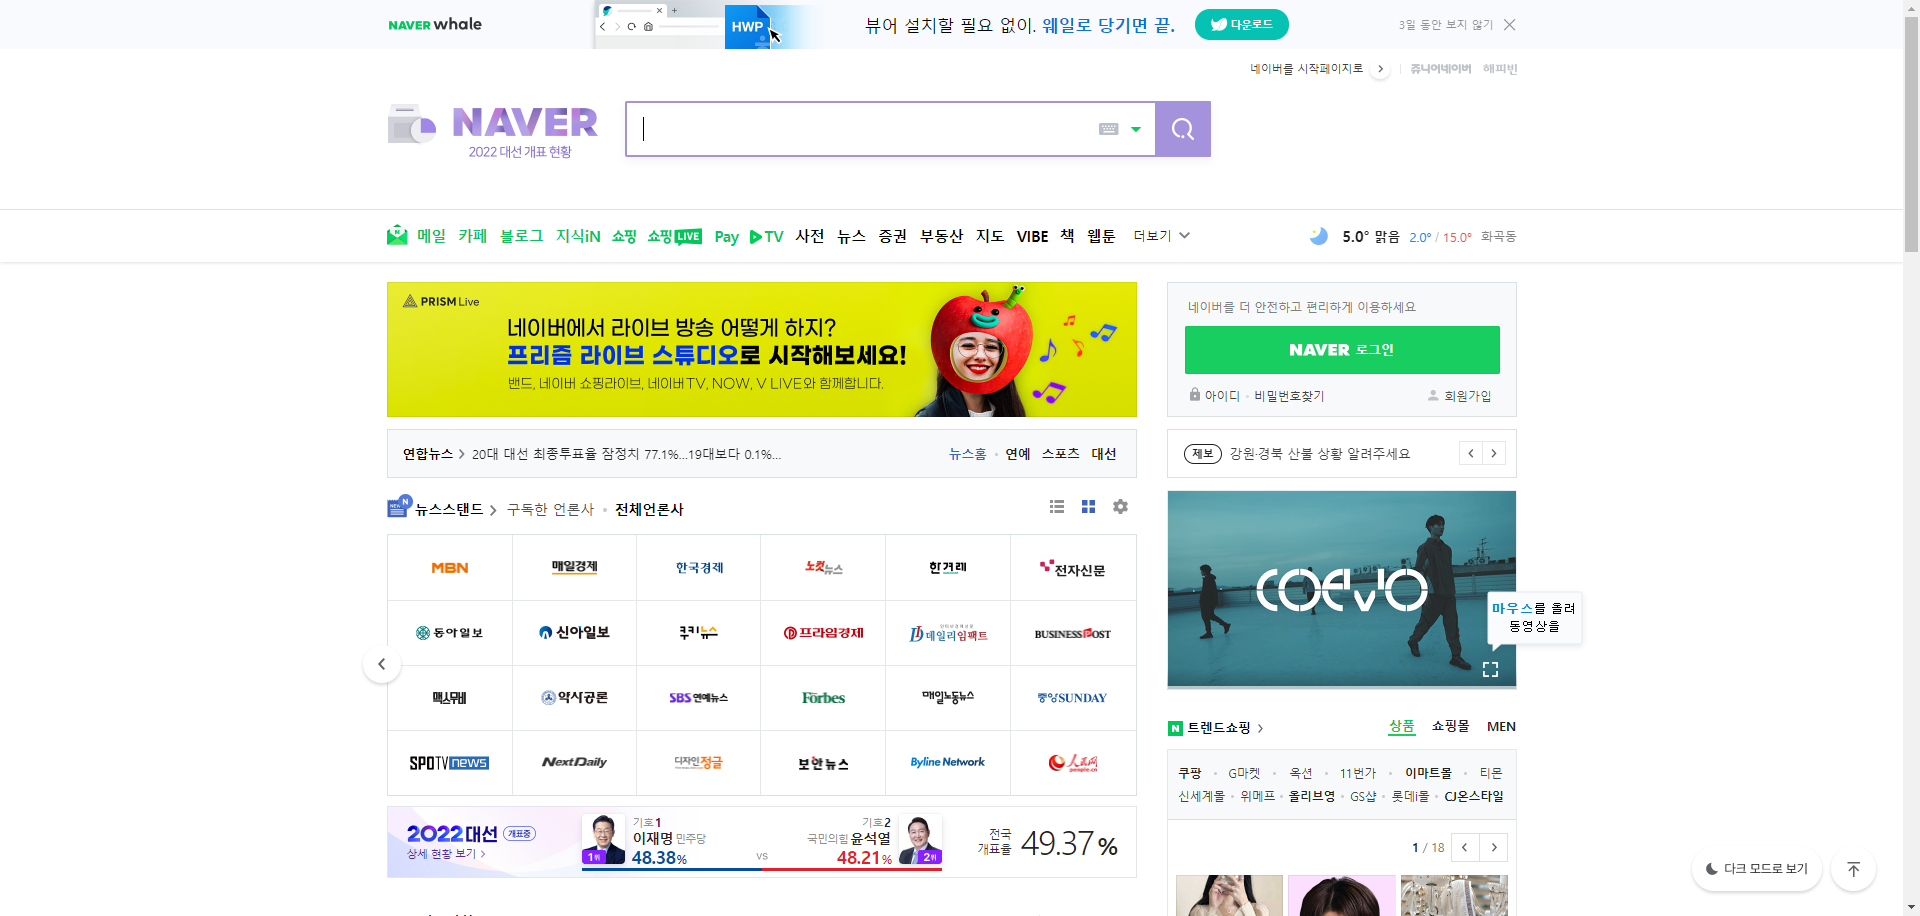 NAVER whale
HWP
뷰어 설치할 필요 없이. 웨일로 당기면 끝.
다운로드
3일 동안 보지 않기
네이버를 시작페이지로
쥬니어네이버 해피빈
NAVER
2022 대선 개표 현황
메일 카페 블로그 지식iN 쇼핑 쇼핑LIVE Pay TV 사전 뉴스 증권 부동산 지도 VIBE 책 웹툰 더보기
5.0° 맑음 2.0° / 15.0° 화곡동
PRISM Live
네이버에서 라이브 방송 어떻게 하지?
프리즘 라이브 스튜디오로 시작해보세요!
밴드, 네이버 쇼핑라이브, 네이버TV, NOW, V LIVE와 함께합니다.
네이버를 더 안전하고 편리하게 이용하세요
NAVER 로그인
아이디 · 비밀번호찾기
회원가입
연합뉴스 > 20대 대선 최종투표율 잠정치 77.1%...19대보다 0.1%...
뉴스홈 · 연예 스포츠 대선
제보 강원·경북 산불 상황 알려주세요
뉴스스탠드 > 구독한 언론사 · 전체언론사
MBN 매일경제 한국경제 노컷뉴스 한겨레 전자신문
동아일보 신아일보 쿠키뉴스 프라임경제 데일리임팩트 BUSINESS POST
맥스무비 약사공론 SBS 연예뉴스 Forbes 매일노동뉴스 중앙SUNDAY
SPOTV news Next Daily 디자인정글 보안뉴스 Byline Network 人民网 people.cn
COEVO
마우스를 올려
동영상을
N 트렌드쇼핑 >
상품 쇼핑몰 MEN
쿠팡 · G마켓 · 옥션 · 11번가 · 이마트몰 · 티몬
신세계몰 · 위메프 · 올리브영 · GS샵 · 롯데i몰 · CJ온스타일
1 / 18
2022 대선 개표중
상세 현황 보기 >
1위
기호1
이재명 민주당
48.38%
vs
기호2
국민의힘 윤석열
48.21%
2위
전국
개표율
49.37%
다크 모드로 보기